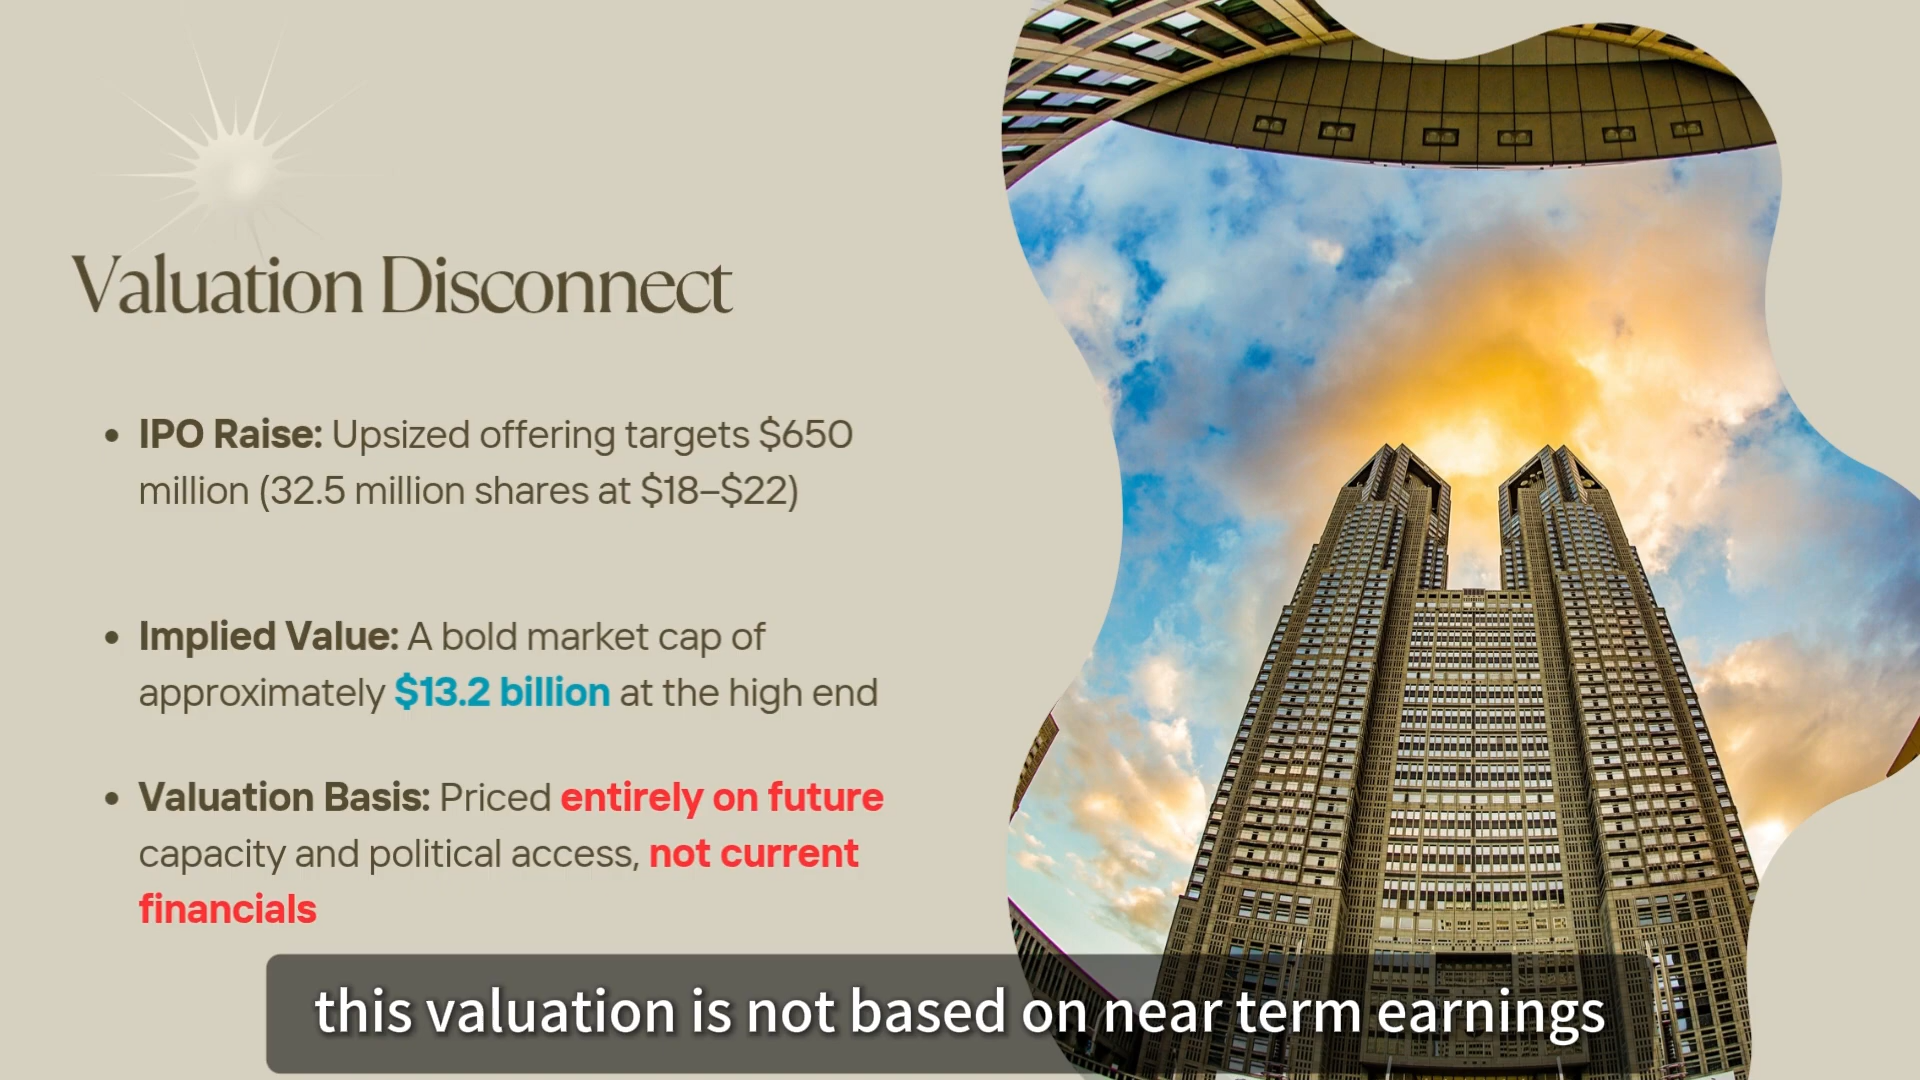 Valuation Disconnect
• IPO Raise: Upsized offering targets $650
million (32.5 million shares at $18–$22)
• Implied Value: A bold market cap of
approximately $13.2 billion at the high end
• Valuation Basis: Priced entirely on future
capacity and political access, not current
financials
this valuation is not based on near term earnings